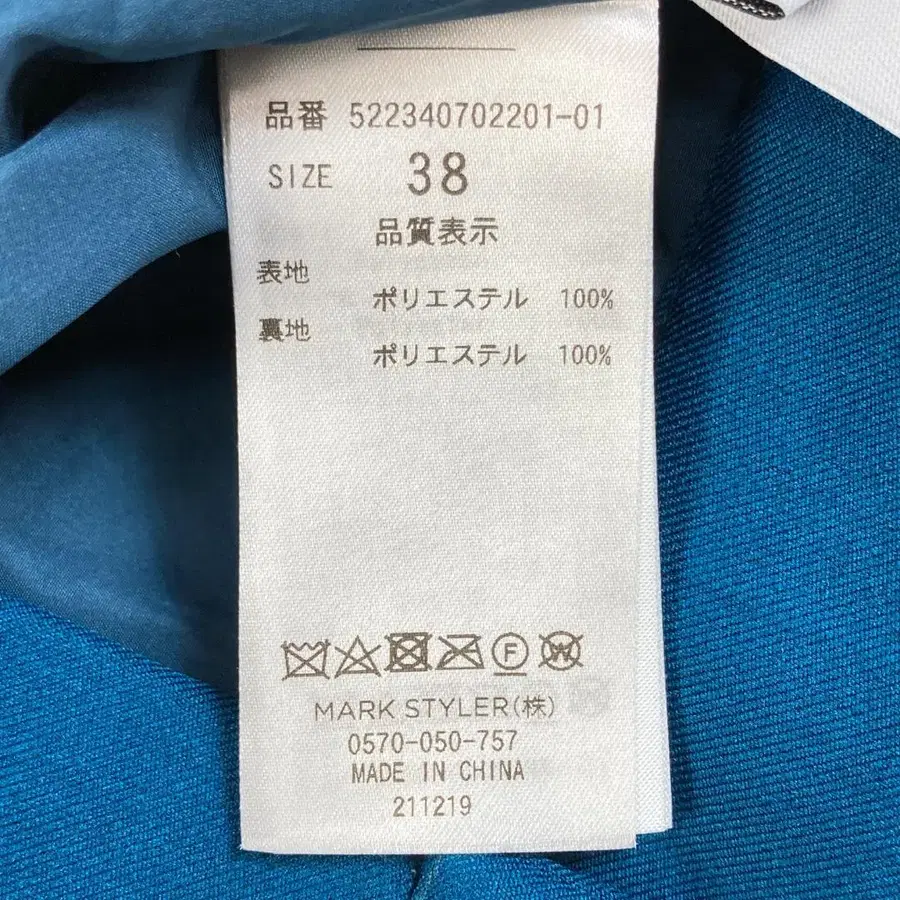 品番 522340702201-01
SIZE 38
品質表示
表地
ポリエステル 100%
裏地
ポリエステル 100%
F W
MARK STYLER(株)
0570-050-757
MADE IN CHINA
211219